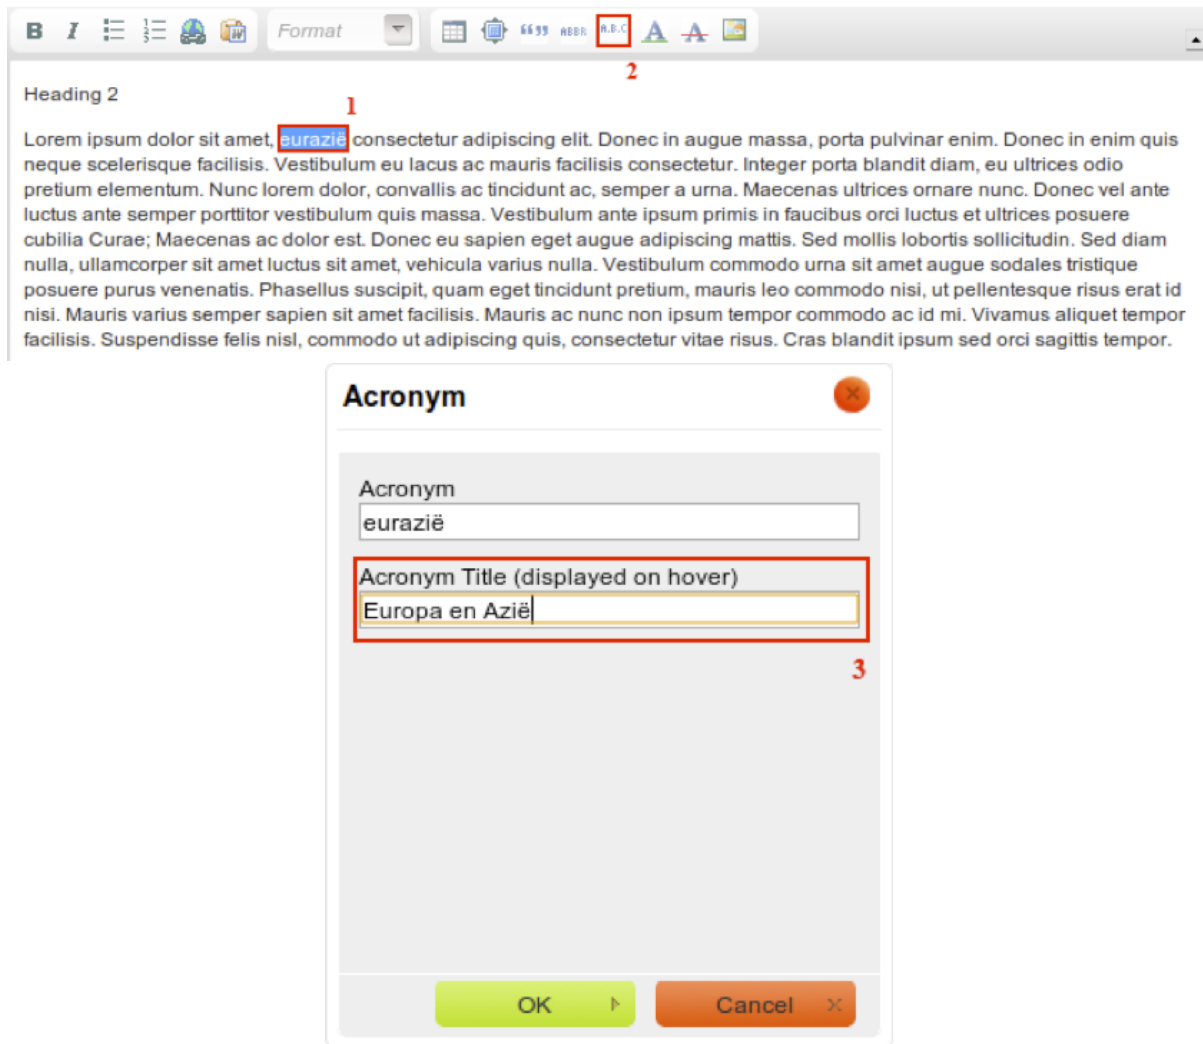 B I Format 6699 ABBR A.B.C A A
2
Heading 2
1
Lorem ipsum dolor sit amet, eurazië consectetur adipiscing elit. Donec in augue massa, porta pulvinar enim. Donec in enim quis
neque scelerisque facilisis. Vestibulum eu lacus ac mauris facilisis consectetur. Integer porta blandit diam, eu ultrices odio
pretium elementum. Nunc lorem dolor, convallis ac tincidunt ac, semper a urna. Maecenas ultrices ornare nunc. Donec vel ante
luctus ante semper porttitor vestibulum quis massa. Vestibulum ante ipsum primis in faucibus orci luctus et ultrices posuere
cubilia Curae; Maecenas ac dolor est. Donec eu sapien eget augue adipiscing mattis. Sed mollis lobortis sollicitudin. Sed diam
nulla, ullamcorper sit amet luctus sit amet, vehicula varius nulla. Vestibulum commodo urna sit amet augue sodales tristique
posuere purus venenatis. Phasellus suscipit, quam eget tincidunt pretium, mauris leo commodo nisi, ut pellentesque risus erat id
nisi. Mauris varius semper sapien sit amet facilisis. Mauris ac nunc non ipsum tempor commodo ac id mi. Vivamus aliquet tempor
facilisis. Suspendisse felis nisl, commodo ut adipiscing quis, consectetur vitae risus. Cras blandit ipsum sed orci sagittis tempor.
Acronym
Acronym
eurazië
Acronym Title (displayed on hover)
Europa en Azië
3
OK Cancel